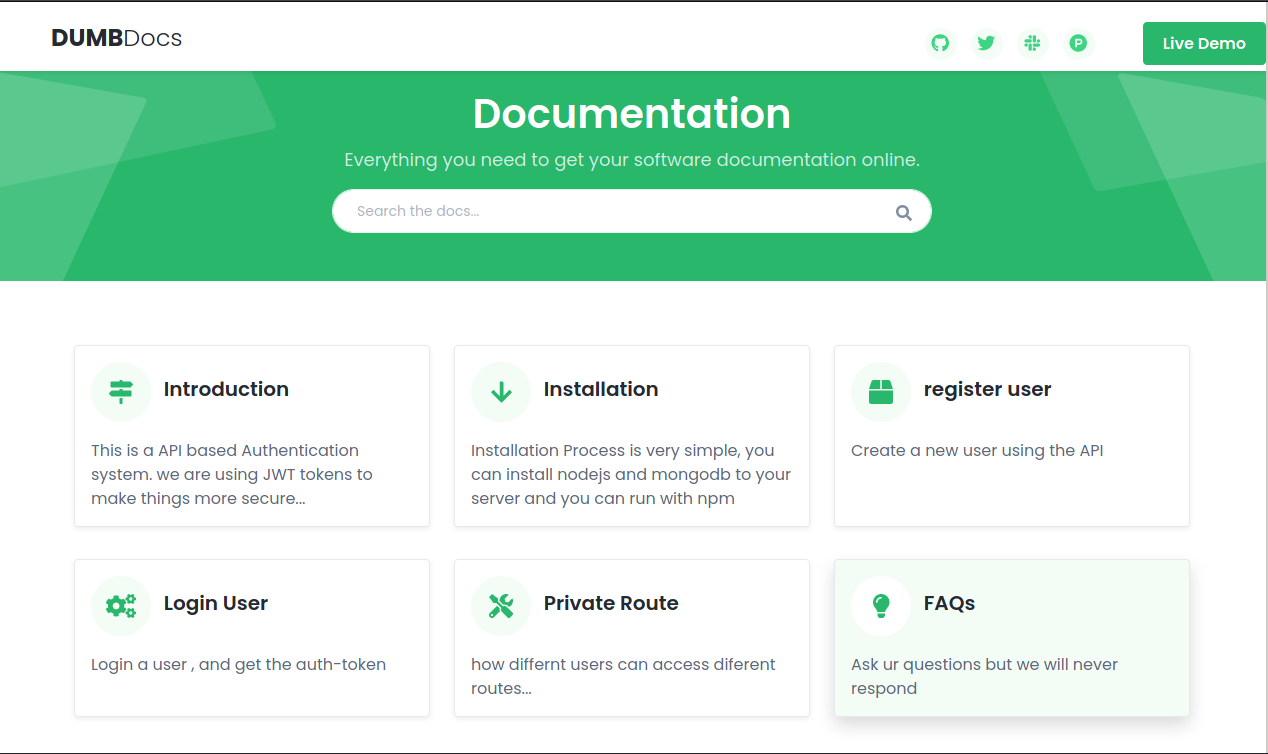 DUMBDocs
Live Demo
Documentation
Everything you need to get your software documentation online.
Search the docs...
Introduction
This is a API based Authentication
system. we are using JWT tokens to
make things more secure...
Installation
Installation Process is very simple, you
can install nodejs and mongodb to your
server and you can run with npm
register user
Create a new user using the API
Login User
Login a user , and get the auth-token
Private Route
how differnt users can access diferent
routes...
FAQs
Ask ur questions but we will never
respond